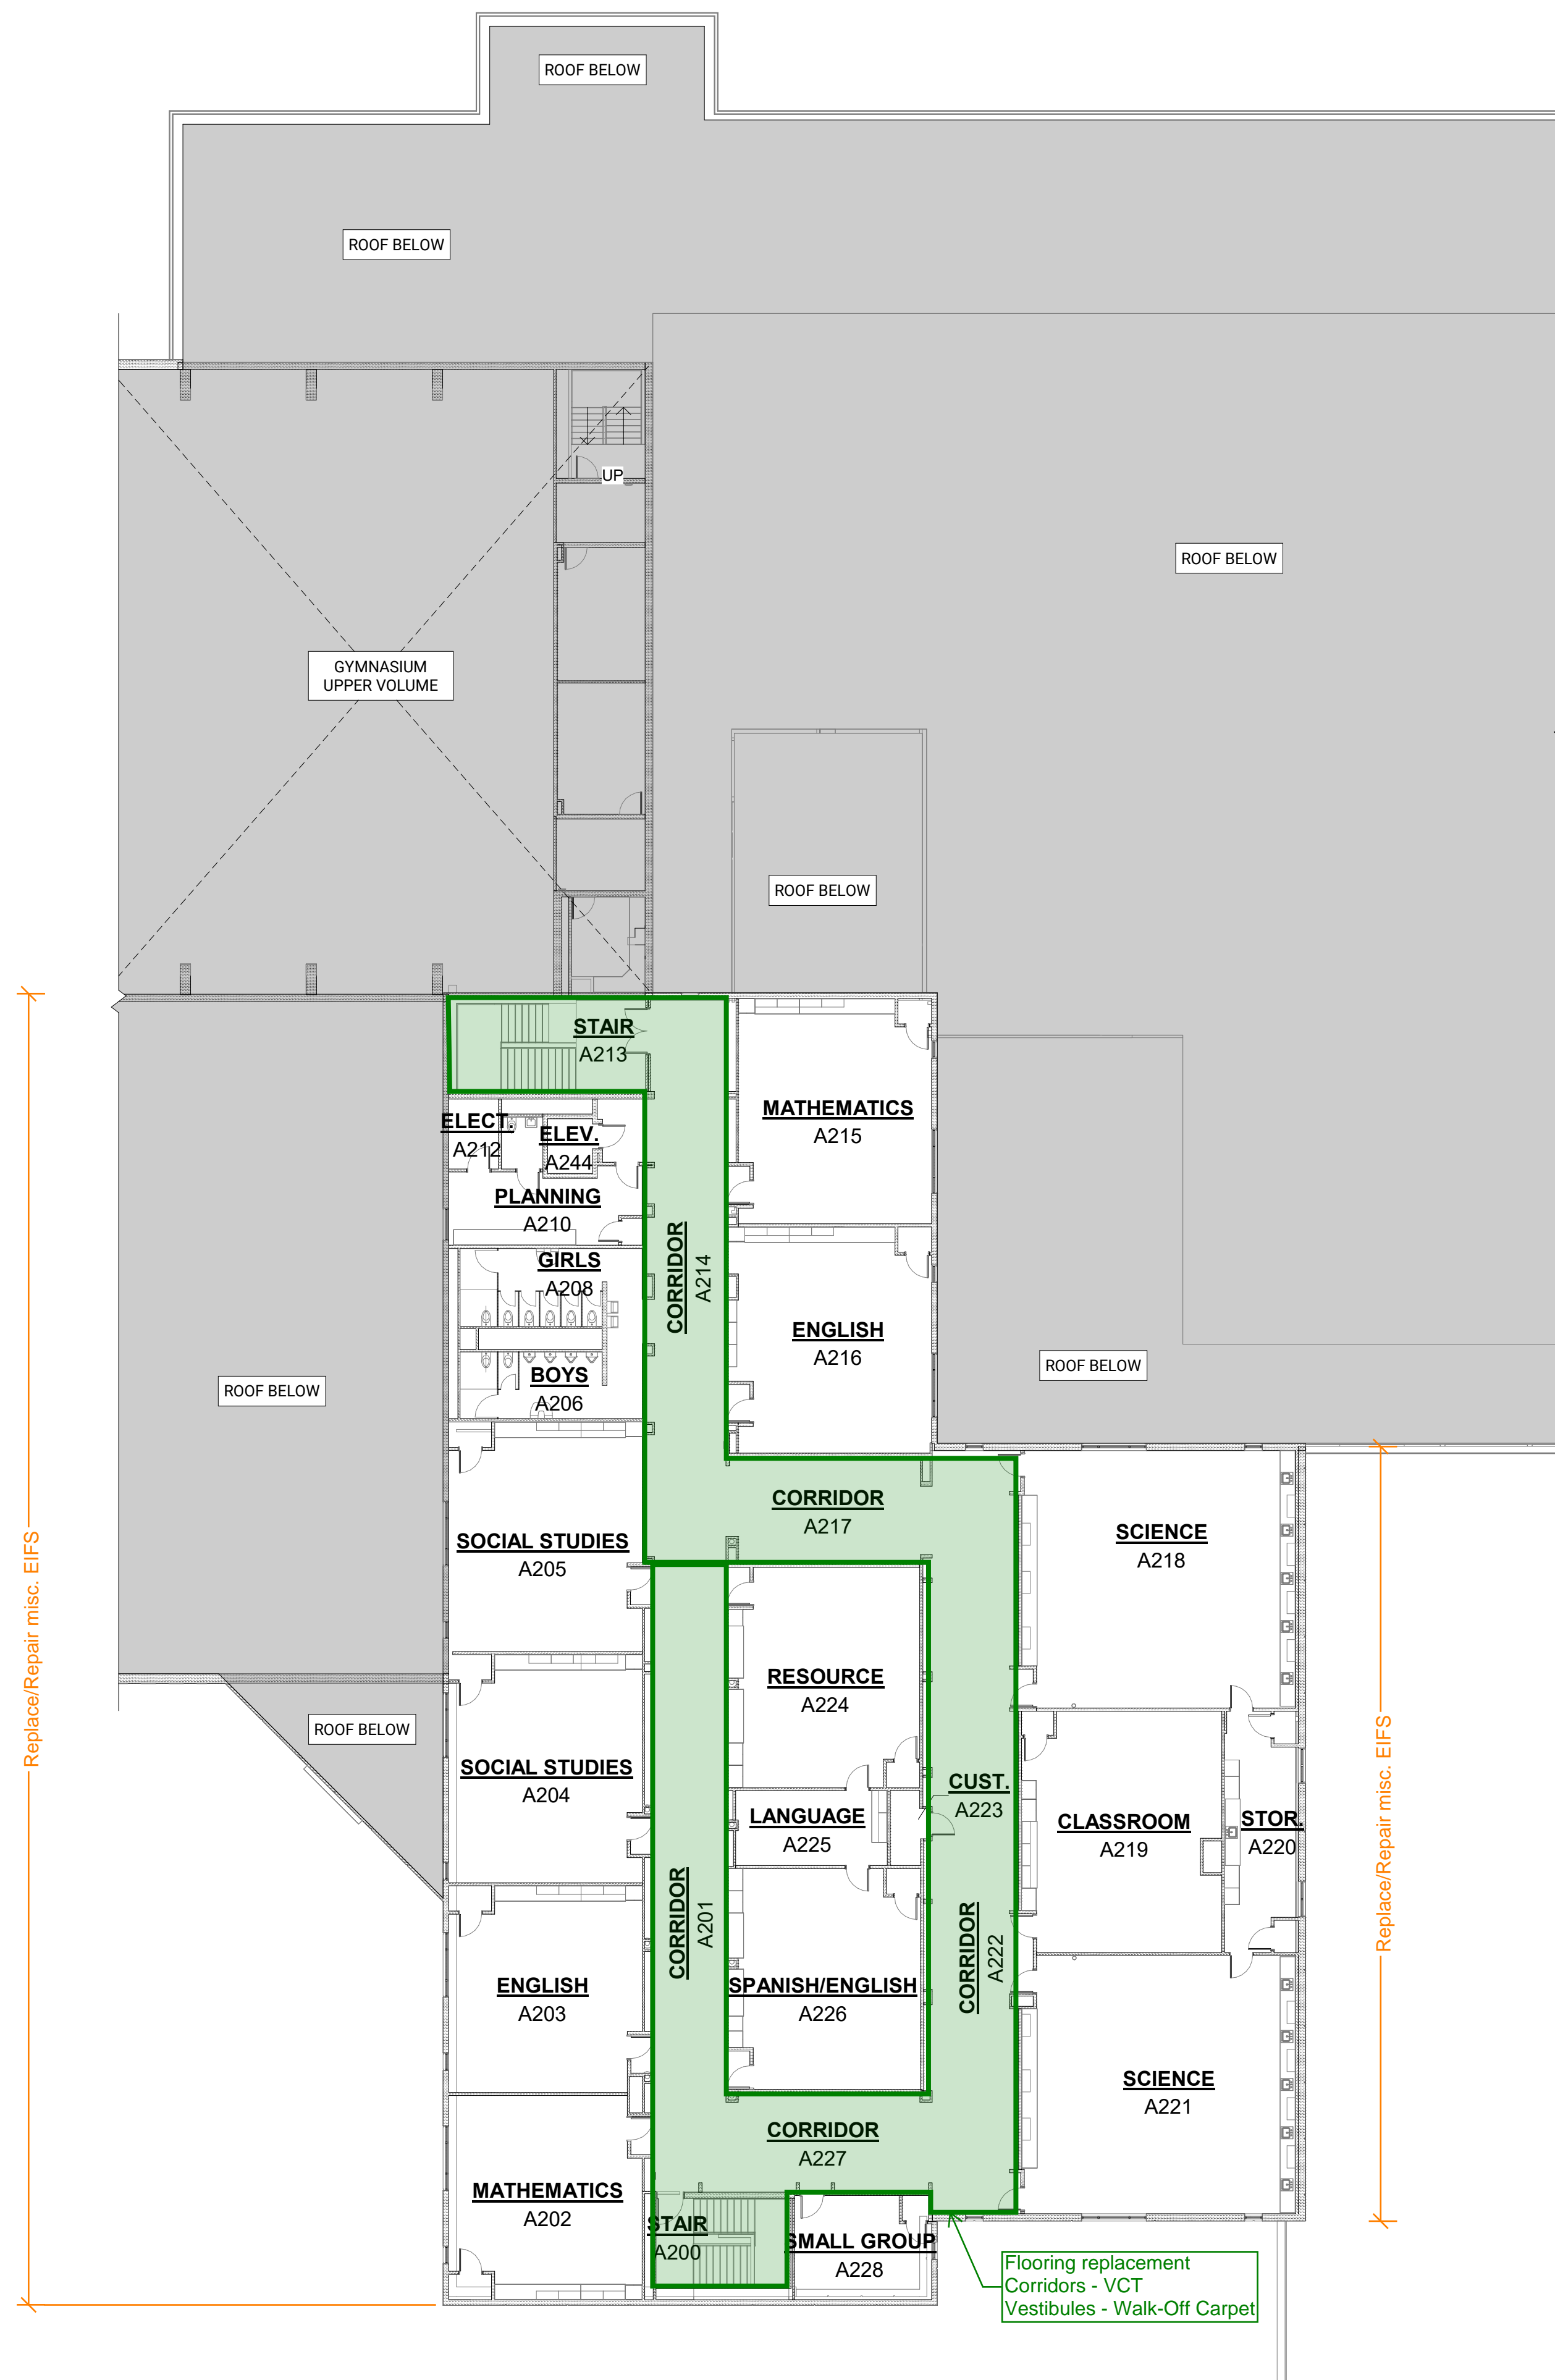 ROOF BELOW
ROOF BELOW
UP
ROOF BELOW
GYMNASIUM
UPPER VOLUME
ROOF BELOW
STAIR
A213
MATHEMATICS
A215
ELECT.
A212
ELEV.
A244
PLANNING
A210
GIRLS
A208
CORRIDOR
A214
ENGLISH
A216
ROOF BELOW
BOYS
A206
ROOF BELOW
CORRIDOR
A217
SOCIAL STUDIES
A205
SCIENCE
A218
Replace/Repair misc. EIFS
RESOURCE
A224
ROOF BELOW
SOCIAL STUDIES
A204
CUST.
A223
LANGUAGE
A225
CLASSROOM
A219
STOR.
A220
Replace/Repair misc. EIFS
CORRIDOR
A201
CORRIDOR
A222
ENGLISH
A203
SPANISH/ENGLISH
A226
SCIENCE
A221
CORRIDOR
A227
MATHEMATICS
A202
STAIR
A200
SMALL GROUP
A228
Flooring replacement
Corridors - VCT
Vestibules - Walk-Off Carpet